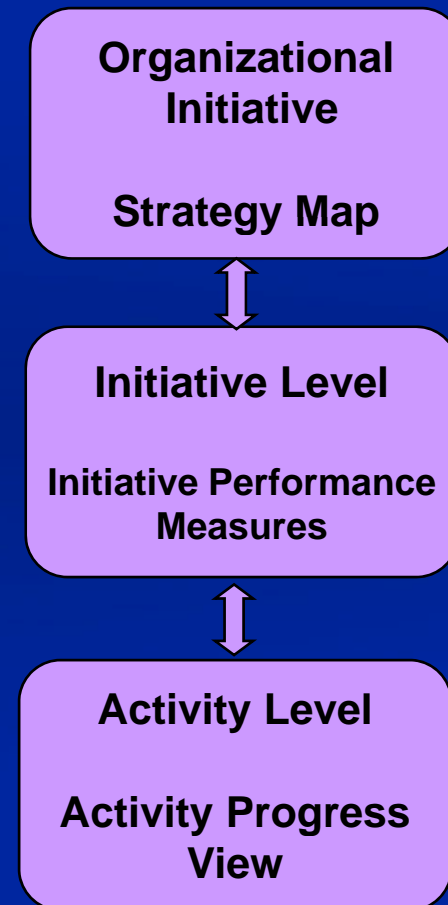 Organizational
Initiative
Strategy Map
Initiative Level
Initiative Performance
Measures
Activity Level
Activity Progress
View